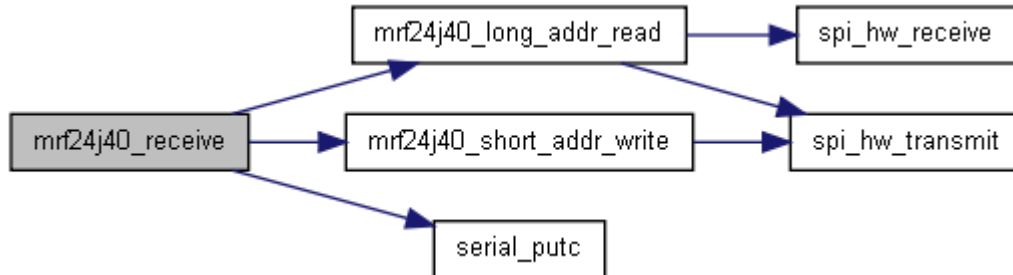 mrf24j40_long_addr_read
spi_hw_receive
mrf24j40_receive
mrf24j40_short_addr_write
spi_hw_transmit
serial_putc